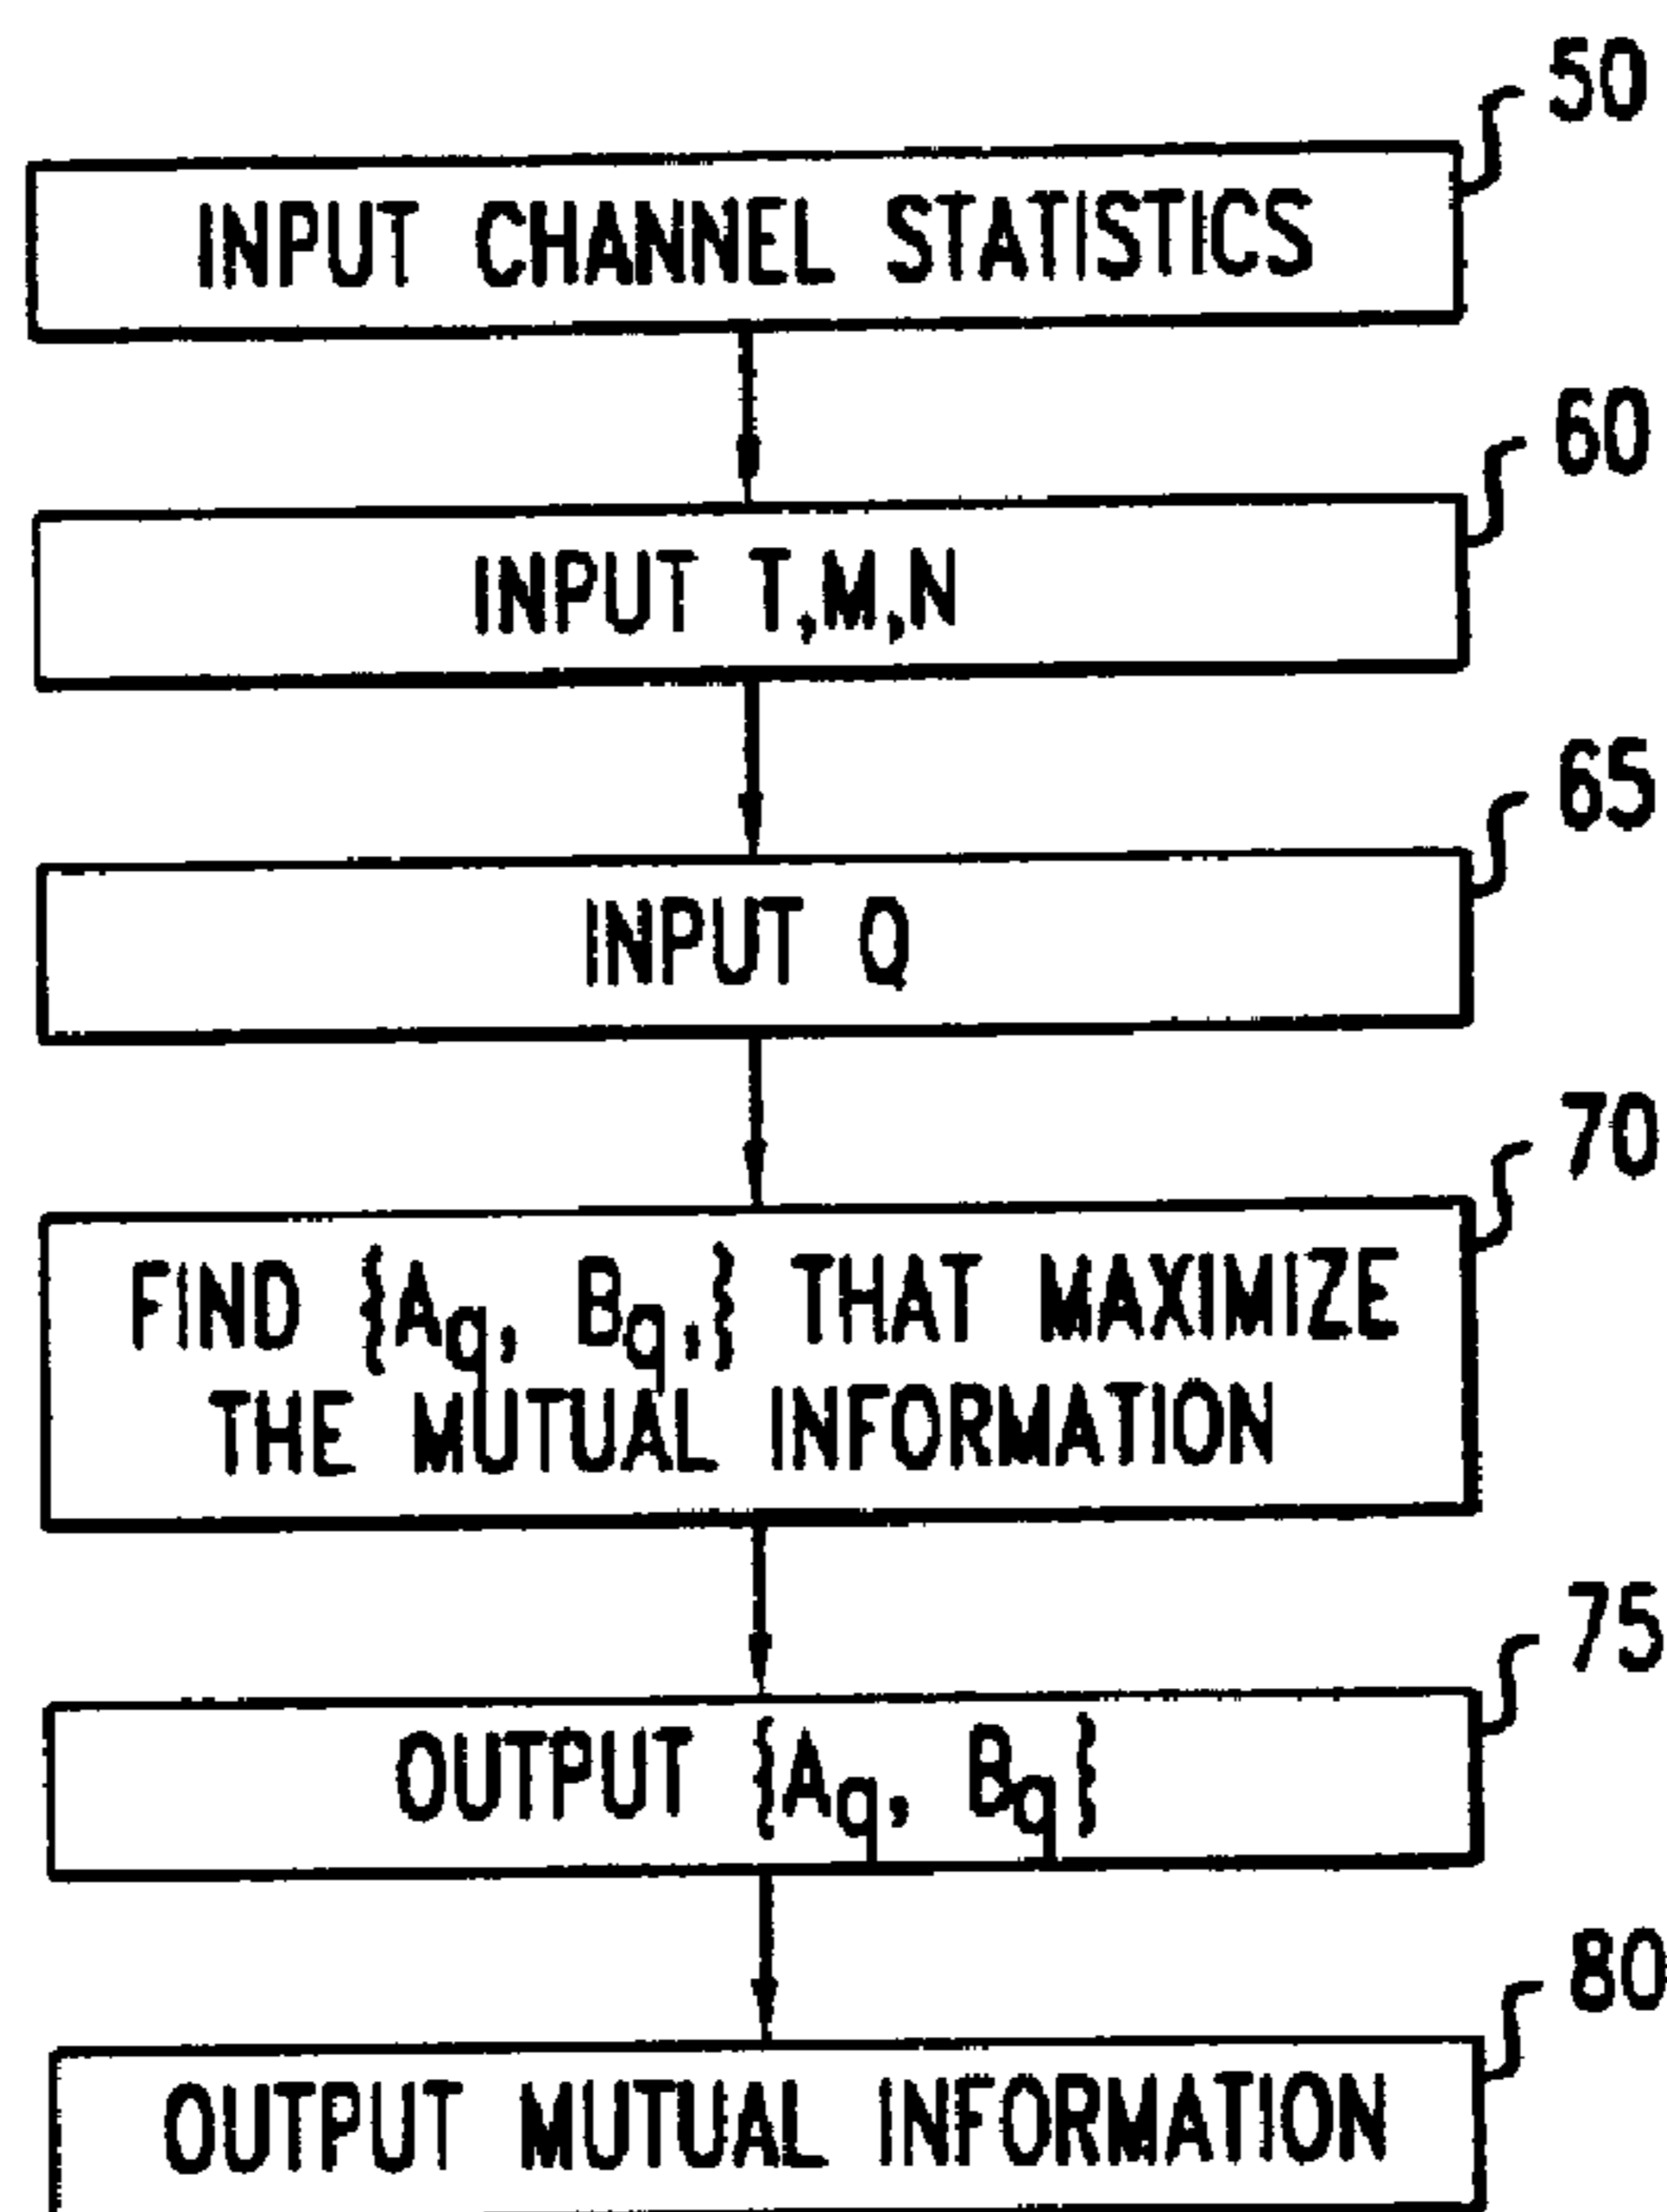 50
INPUT CHANNEL STATISTICS
60
INPUT T,M,N
65
INPUT Q
70
FIND {Aq, Bq,} THAT MAXIMIZE
THE MUTUAL INFORMATION
75
OUTPUT {Aq, Bq}
80
OUTPUT MUTUAL INFORMATION